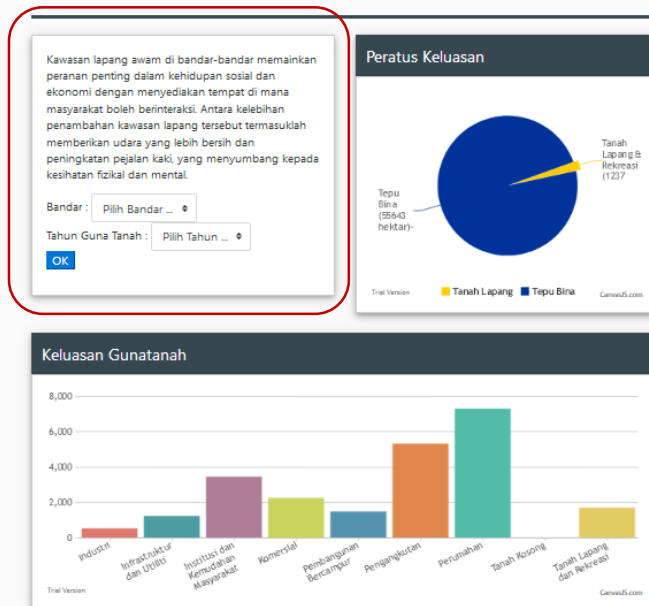 Kawasan lapang awam di bandar-bandar memainkan
peranan penting dalam kehidupan sosial dan
ekonomi dengan menyediakan tempat di mana
masyarakat boleh berinteraksi. Antara kelebihan
penambahan kawasan lapang tersebut termasuklah
memberikan udara yang lebih bersih dan
peningkatan pejalan kaki, yang menyumbang kepada
kesihatan fizikal dan mental.
Bandar : Pilih Bandar ...
Tahun Guna Tanah : Pilih Tahun ...
OK
Peratus Keluasan
Tanah
Lapang &
Rekreasi
(1237
Tepu
Bina
(55643
hektar)-
Trial Version
Tanah Lapang
Tepu Bina
CanvasJS.com
Keluasan Gunatanah
8,000
6,000
4,000
2,000
0
Industri
Infrastruktur
dan Utiliti
Institusi dan
Kemudahan
Masyarakat
Komersial
Pembangunan
Bercampur
Pengangkutan
Perumahan
Tanah Kosong
Tanah Lapang
dan Rekreasi
Trial Version
CanvasJS.com